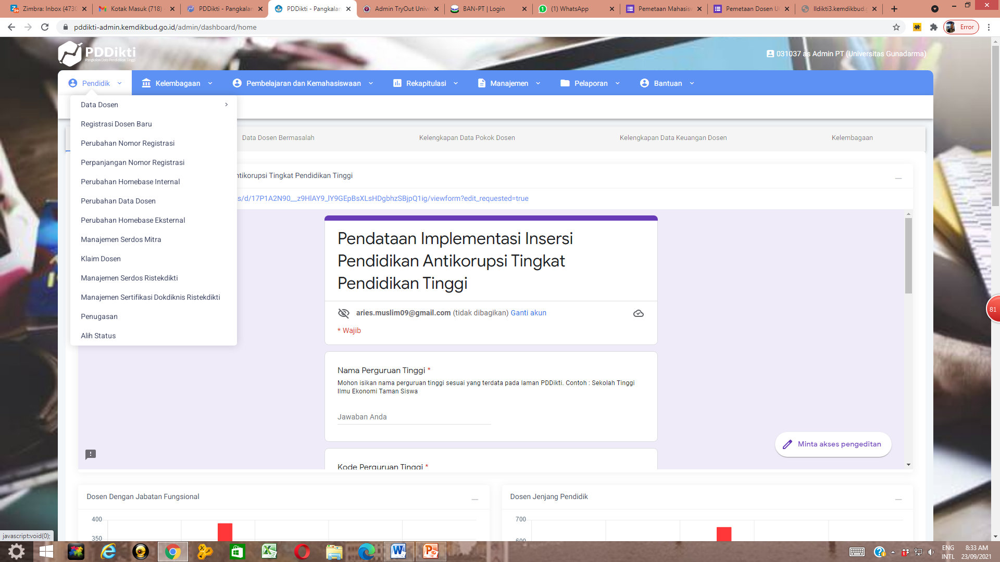 Zimbra: Inbox (4730
Kotak Masuk (718)
PDDikti - Pangkalan
PDDikti - Pangkalan
Admin TryOut Unive
BAN-PT | Login
(1) WhatsApp
Pemetaan Mahasisw
Pemetaan Dosen U
lldikti3.kemdikbud.g
pddikti-admin.kemdikbud.go.id/admin/dashboard/home
Error
PDDikti
Pangkalan Data Pendidikan Tinggi
031037 as Admin PT (Universitas Gunadarma)
Pendidik
Kelembagaan
Pembelajaran dan Kemahasiswaan
Rekapitulasi
Manajemen
Pelaporan
Bantuan
Data Dosen
Registrasi Dosen Baru
Perubahan Nomor Registrasi
Perpanjangan Nomor Registrasi
Perubahan Homebase Internal
Perubahan Data Dosen
Perubahan Homebase Eksternal
Manajemen Serdos Mitra
Klaim Dosen
Manajemen Serdos Ristekdikti
Manajemen Sertifikasi Dokdiknis Ristekdikti
Penugasan
Alih Status
Data Dosen Bermasalah
Kelengkapan Data Pokok Dosen
Kelengkapan Data Keuangan Dosen
Kelembagaan
ntikorupsi Tingkat Pendidikan Tinggi
s/d/17P1A2N90__z9HlAY9_lY9GEpBsXLsHDgbhzSBjpQ1ig/viewform?edit_requested=true
Pendataan Implementasi Insersi
Pendidikan Antikorupsi Tingkat
Pendidikan Tinggi
aries.muslim09@gmail.com (tidak dibagikan) Ganti akun
* Wajib
Nama Perguruan Tinggi *
Mohon isikan nama perguruan tinggi sesuai yang terdata pada laman PDDikti. Contoh : Sekolah Tinggi
Ilmu Ekonomi Taman Siswa
Jawaban Anda
Minta akses pengeditan
Kode Perguruan Tinggi *
81
Dosen Dengan Jabatan Fungsional
400
350
Dosen Jenjang Pendidik
700
600
javascript:void(0);
ENG
INTL
8:33 AM
23/09/2021